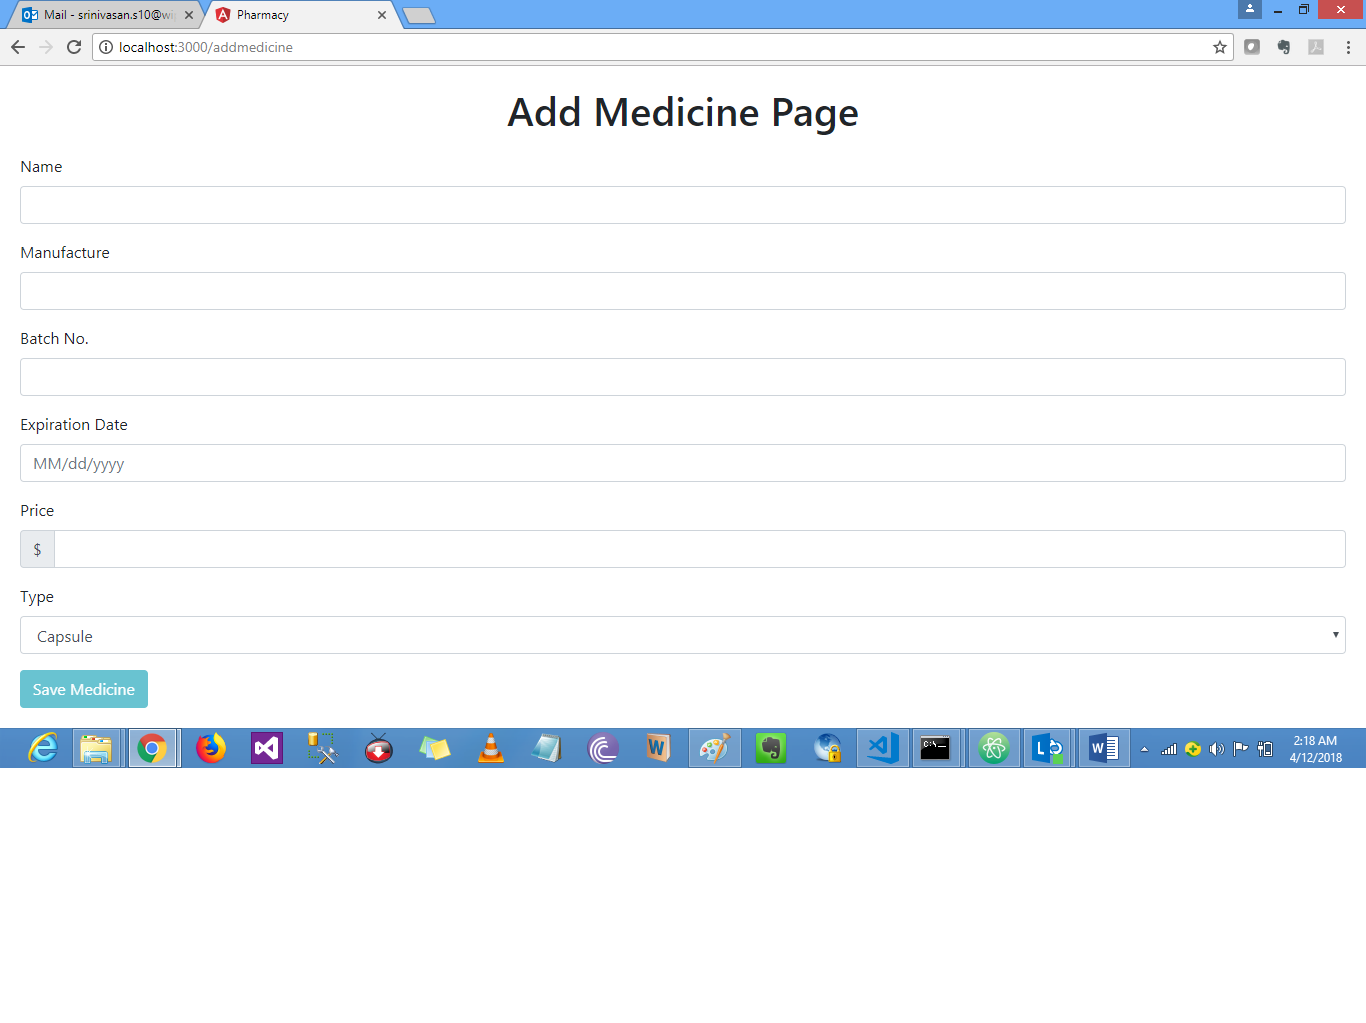 Mail - srinivasan.s10@wi
Pharmacy
localhost:3000/addmedicine
Add Medicine Page
Name
Manufacture
Batch No.
Expiration Date
MM/dd/yyyy
Price
$
Type
Capsule
Save Medicine
2:18 AM
4/12/2018